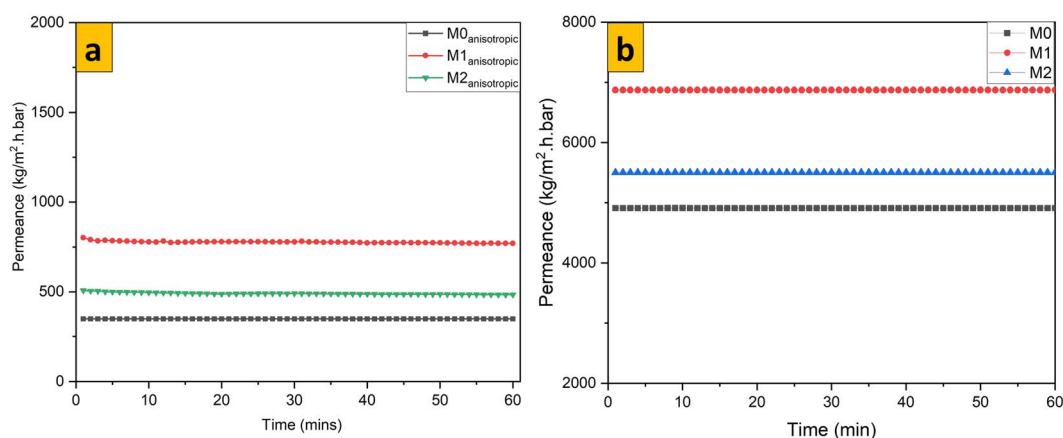 a
M0anisotropic
M1anisotropic
M2anisotropic
2000
1500
1000
750
500
250
0
Permeance (kg/m².h.bar)
0
10
20
30
40
50
60
Time (mins)
b
M0
M1
M2
8000
6000
4000
2000
Permeance (kg/m².h.bar)
0
10
20
30
40
50
60
Time (min)